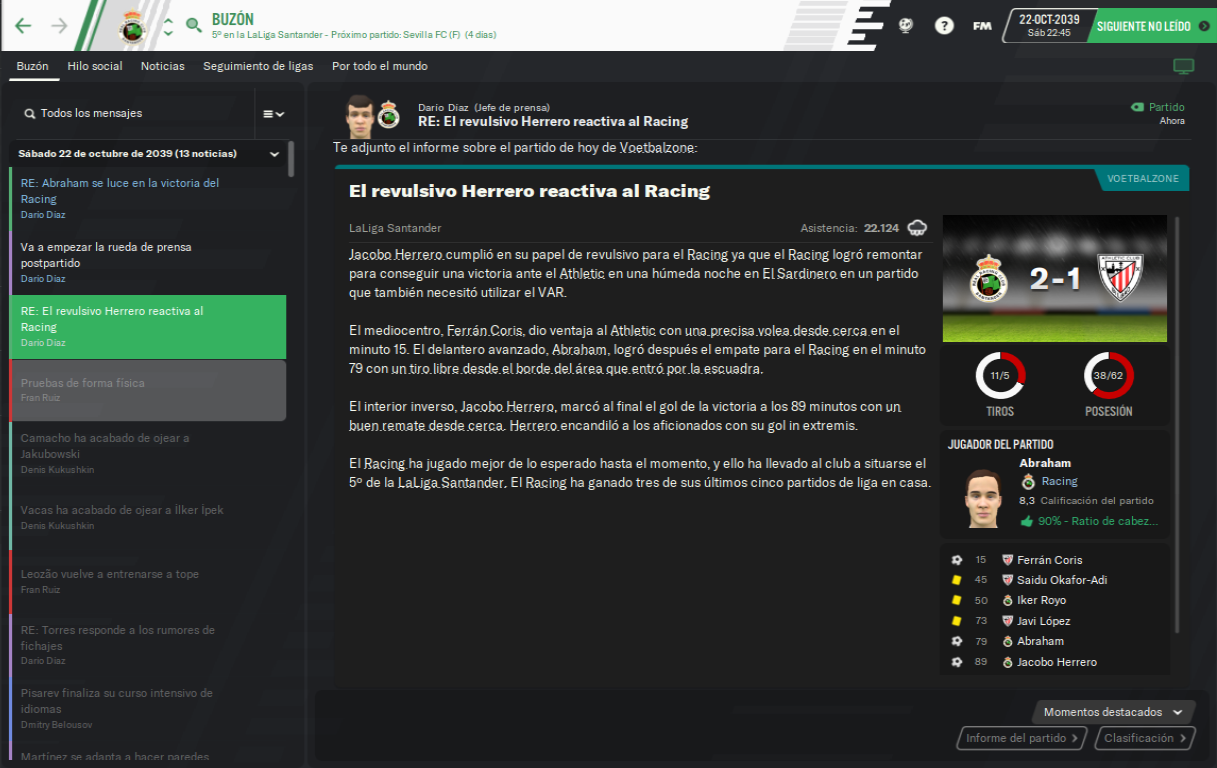 BUZÓN
5º en la LaLiga Santander - Próximo partido: Sevilla FC (F) (4 días)
FM
22-OCT-2039
Sáb 22:45
SIGUIENTE NO LEÍDO
Buzón
Hilo social
Noticias
Seguimiento de ligas
Por todo el mundo
Todos los mensajes
Sábado 22 de octubre de 2039 (13 noticias)
RE: Abraham se luce en la victoria del
Racing
Darío Díaz
Va a empezar la rueda de prensa
postpartido
Darío Díaz
RE: El revulsivo Herrero reactiva al
Racing
Darío Díaz
Pruebas de forma física
Fran Ruiz
Camacho ha acabado de ojear a
Jakubowski
Denis Kukushkin
Vacas ha acabado de ojear a İlker İpek
Denis Kukushkin
Leozão vuelve a entrenarse a tope
Fran Ruiz
RE: Torres responde a los rumores de
fichajes
Darío Díaz
Pisarev finaliza su curso intensivo de
idiomas
Dmitry Belousov
Martínez se adapta a hacer paredes
Darío Díaz (Jefe de prensa)
RE: El revulsivo Herrero reactiva al Racing
Partido
Ahora
Te adjunto el informe sobre el partido de hoy de Voetbalzone:
VOETBALZONE
El revulsivo Herrero reactiva al Racing
LaLiga Santander
Asistencia: 22.124
Jacobo Herrero cumplió en su papel de revulsivo para el Racing ya que el Racing logró remontar
para conseguir una victoria ante el Athletic en una húmeda noche en El Sardinero en un partido
que también necesitó utilizar el VAR.
El mediocentro, Ferrán Coris, dio ventaja al Athletic con una precisa volea desde cerca en el
minuto 15. El delantero avanzado, Abraham, logró después el empate para el Racing en el minuto
79 con un tiro libre desde el borde del área que entró por la escuadra.
El interior inverso, Jacobo Herrero, marcó al final el gol de la victoria a los 89 minutos con un
buen remate desde cerca. Herrero encandiló a los aficionados con su gol in extremis.
El Racing ha jugado mejor de lo esperado hasta el momento, y ello ha llevado al club a situarse el
5º de la LaLiga Santander. El Racing ha ganado tres de sus últimos cinco partidos de liga en casa.
2-1
11/5
38/62
TIROS
POSESIÓN
JUGADOR DEL PARTIDO
Abraham
Racing
8,3 Calificación del partido
90% - Ratio de cabez...
15 Ferrán Coris
45 Saidu Okafor-Adi
50 Iker Royo
73 Javi López
79 Abraham
89 Jacobo Herrero
Momentos destacados
Informe del partido
Clasificación